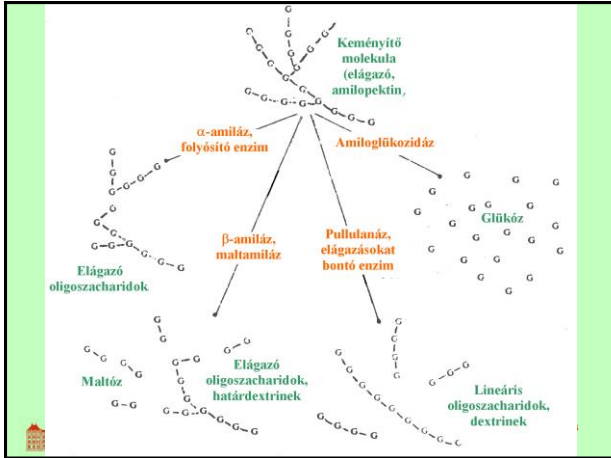 Keményítő
molekula
(elágazó,
amilopektin,
α-amiláz,
folyósító enzim
Amiloglükozidáz
Glükóz
β-amiláz,
maltamiláz
Pullulanáz,
elágazásokat
bontó enzim
Elágazó
oligoszacharidok
Maltóz
Elágazó
oligoszacharidok,
határdextrinek
Lineáris
oligoszacharidok,
dextrinek